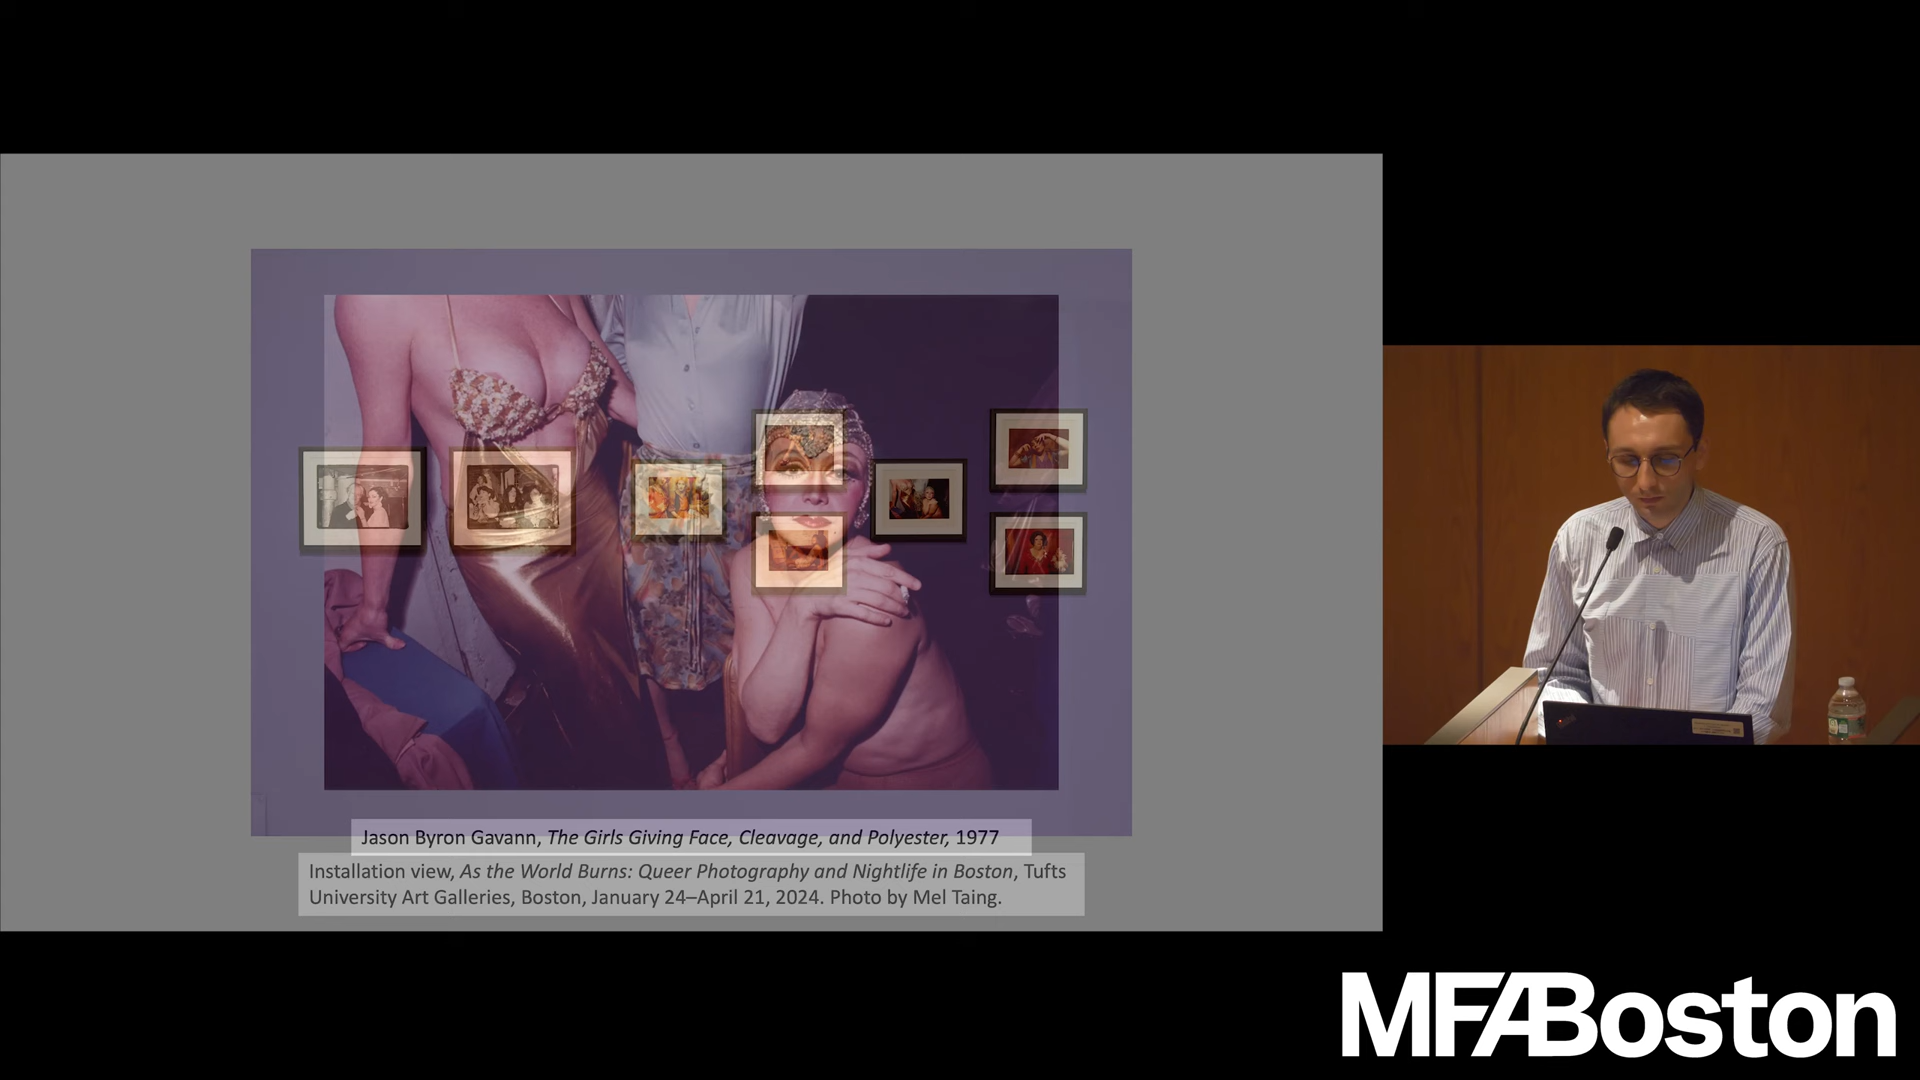 Jason Byron Gavann, The Girls Giving Face, Cleavage, and Polyester, 1977
Installation view, As the World Burns: Queer Photography and Nightlife in Boston, Tufts
University Art Galleries, Boston, January 24–April 21, 2024. Photo by Mel Taing.
MFABoston